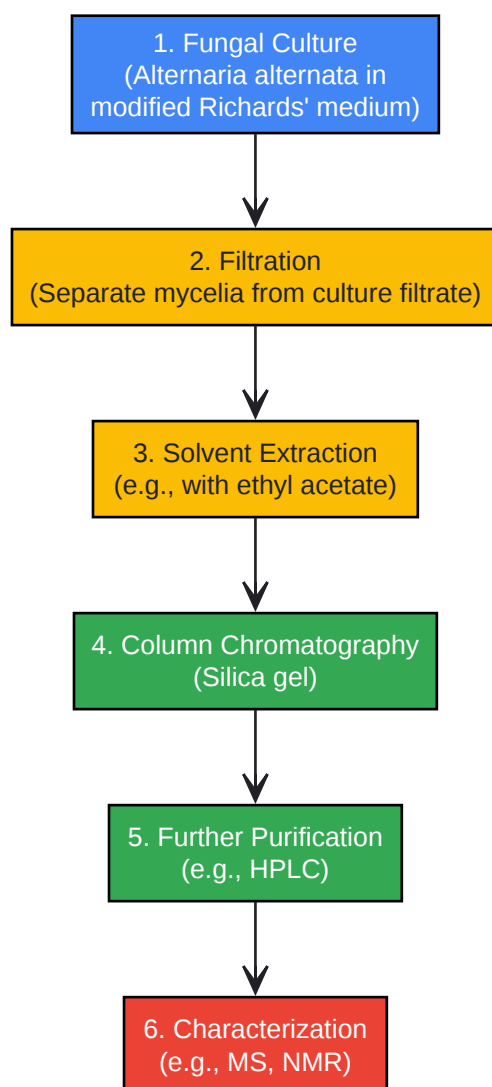 1. Fungal Culture
(Alternaria alternata in
modified Richards' medium)
2. Filtration
(Separate mycelia from culture filtrate)
3. Solvent Extraction
(e.g., with ethyl acetate)
4. Column Chromatography
(Silica gel)
5. Further Purification
(e.g., HPLC)
6. Characterization
(e.g., MS, NMR)